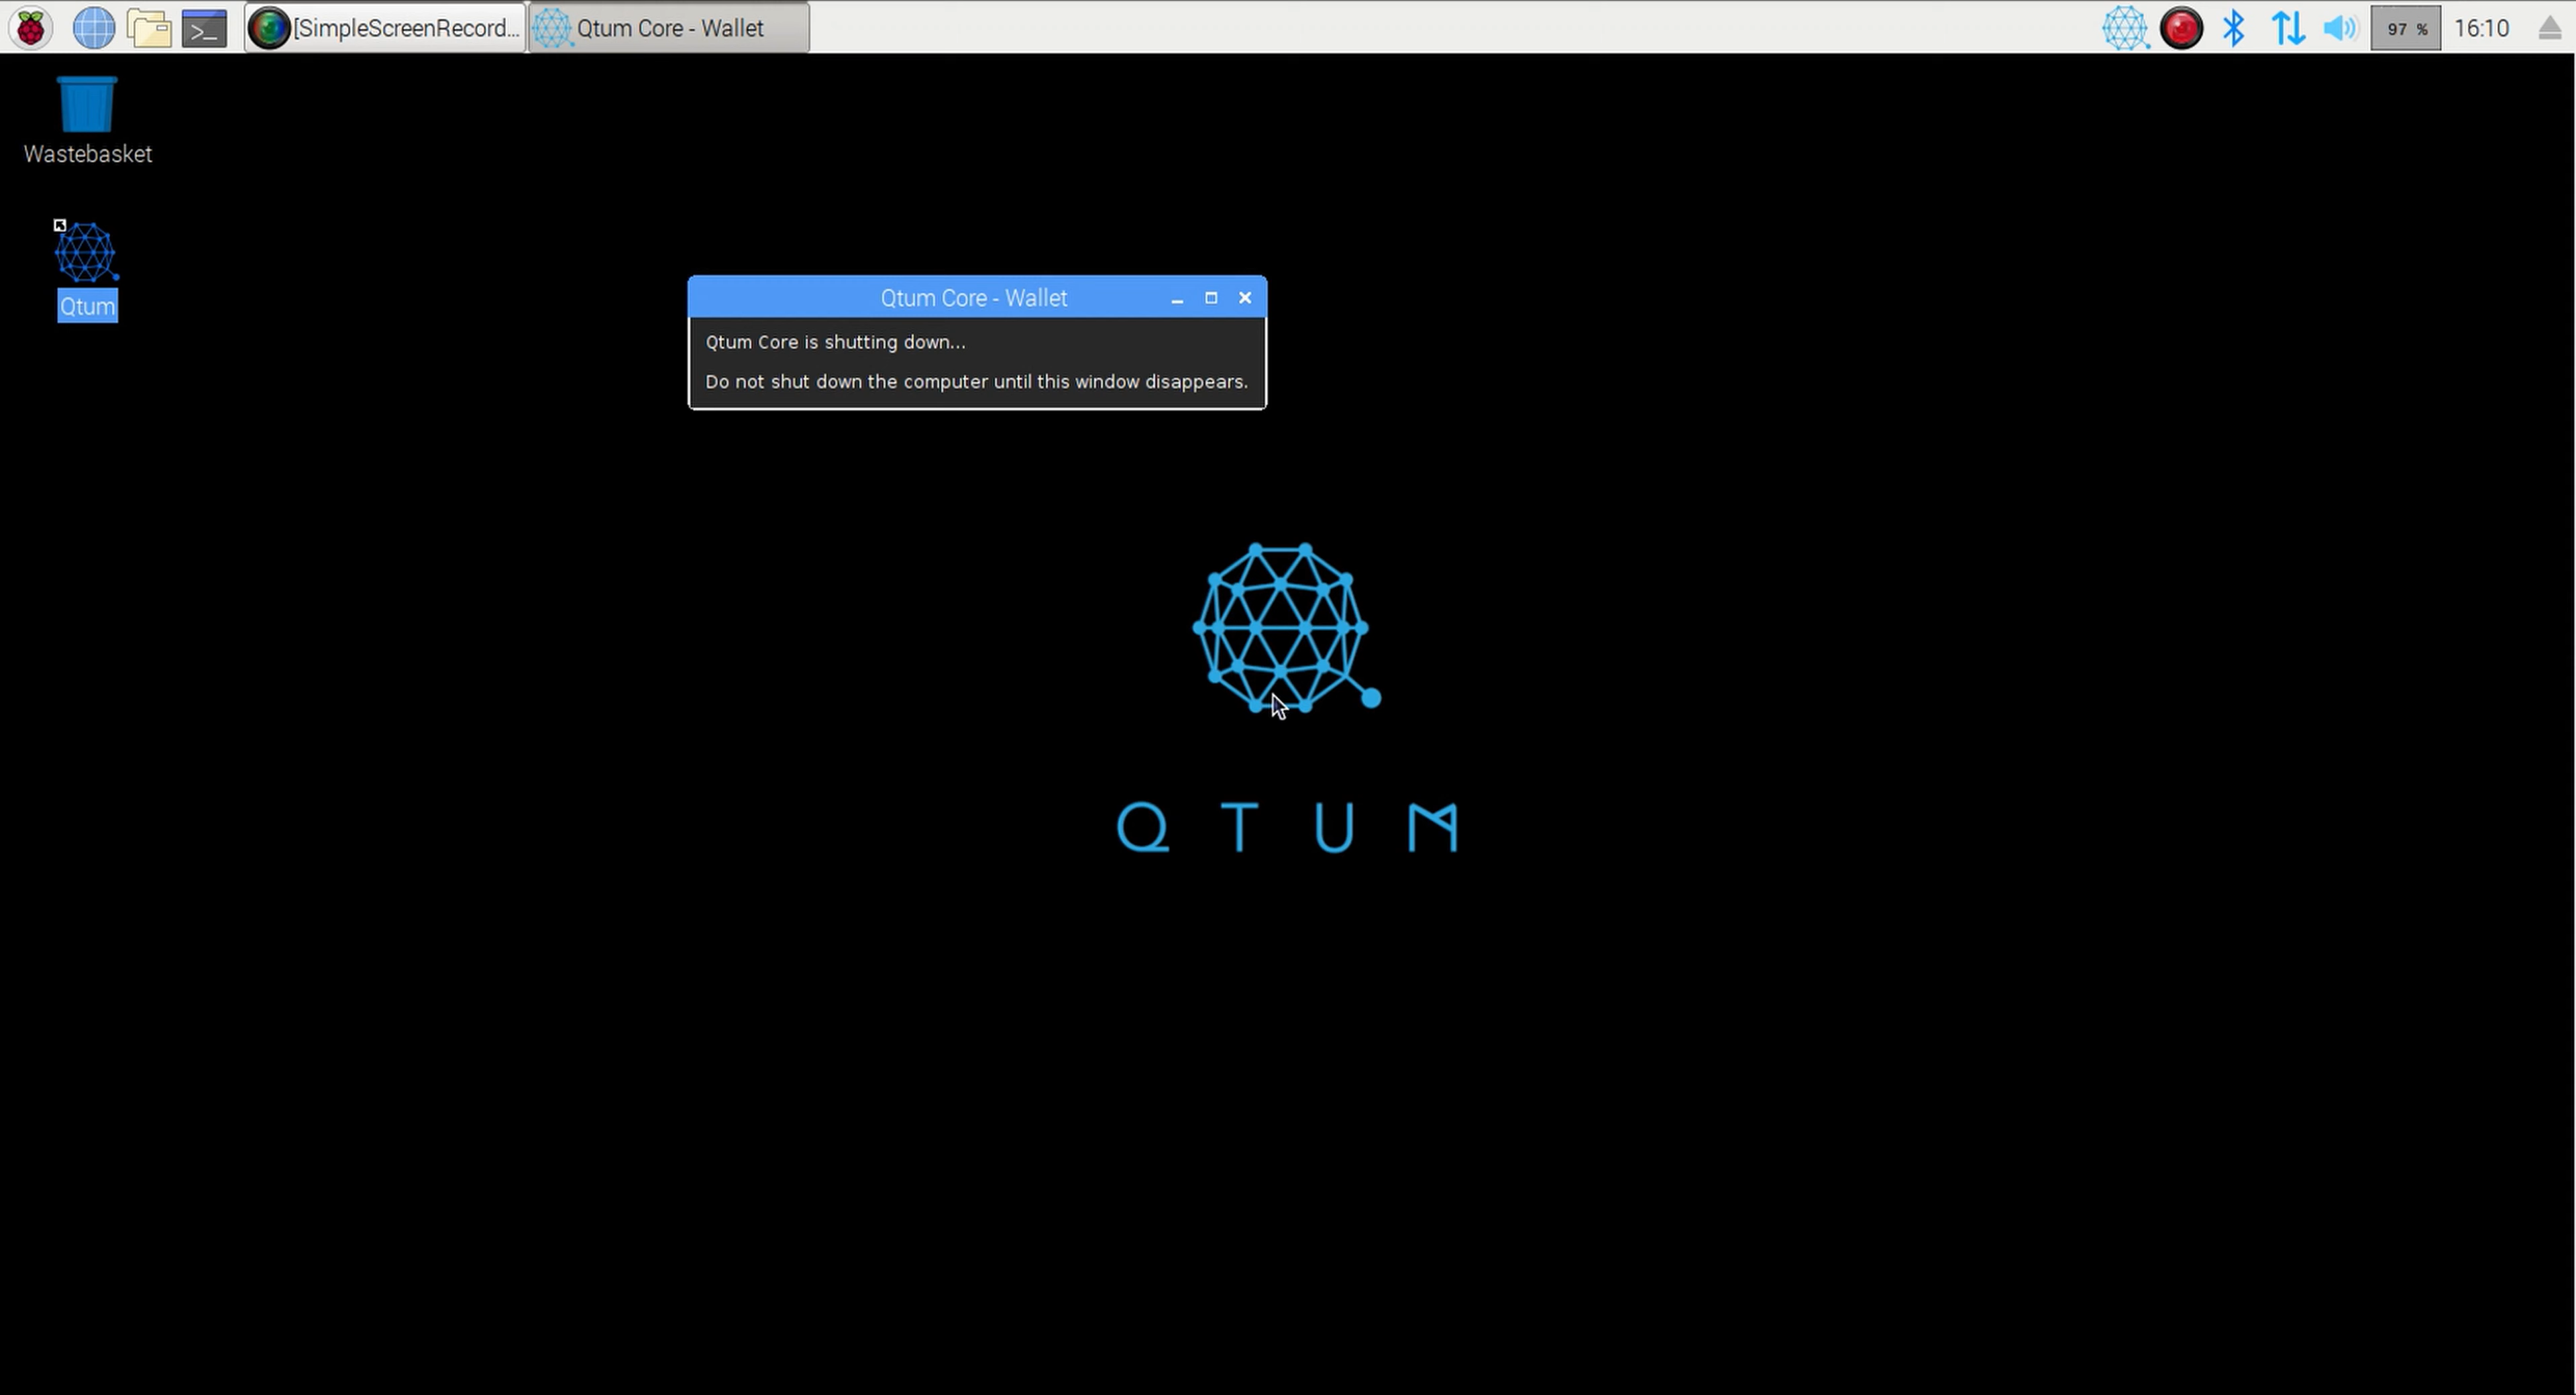 [SimpleScreenRecord...
Qtum Core - Wallet
97 %
16:10
Wastebasket
Qtum
Qtum Core - Wallet
Qtum Core is shutting down...
Do not shut down the computer until this window disappears.
QTUM